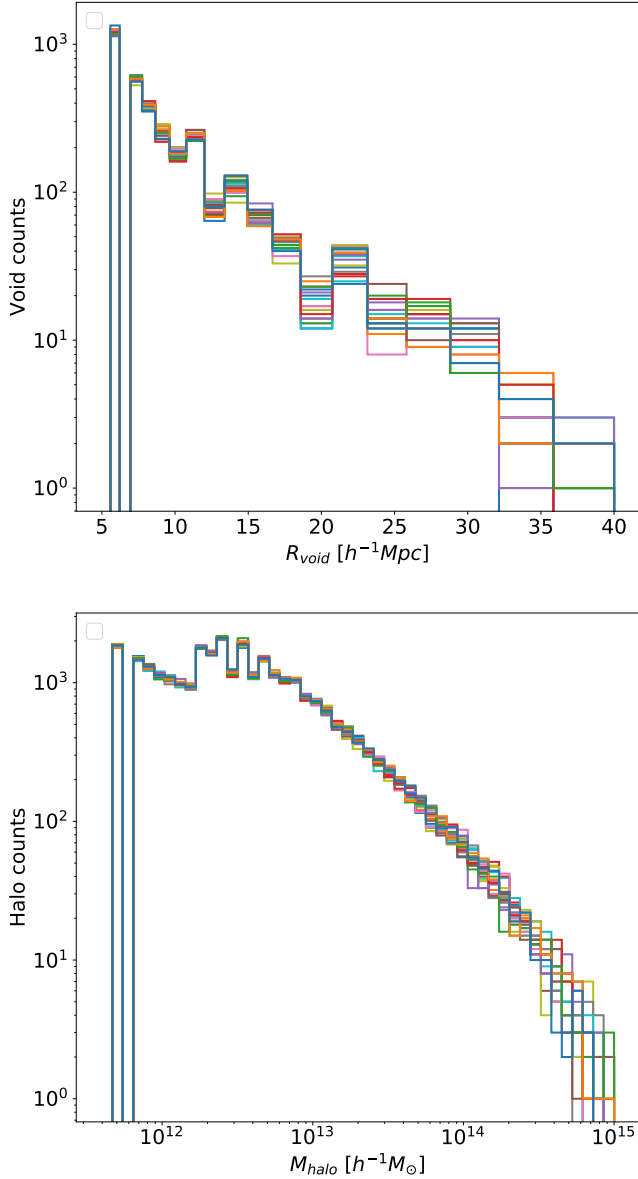 10³
10²
10¹
10⁰
Void counts
5 10 15 20 25 30 35 40
R_void [h⁻¹Mpc]
10³
10²
10¹
10⁰
Halo counts
10¹² 10¹³ 10¹⁴ 10¹⁵
M_halo [h⁻¹M_⊙]